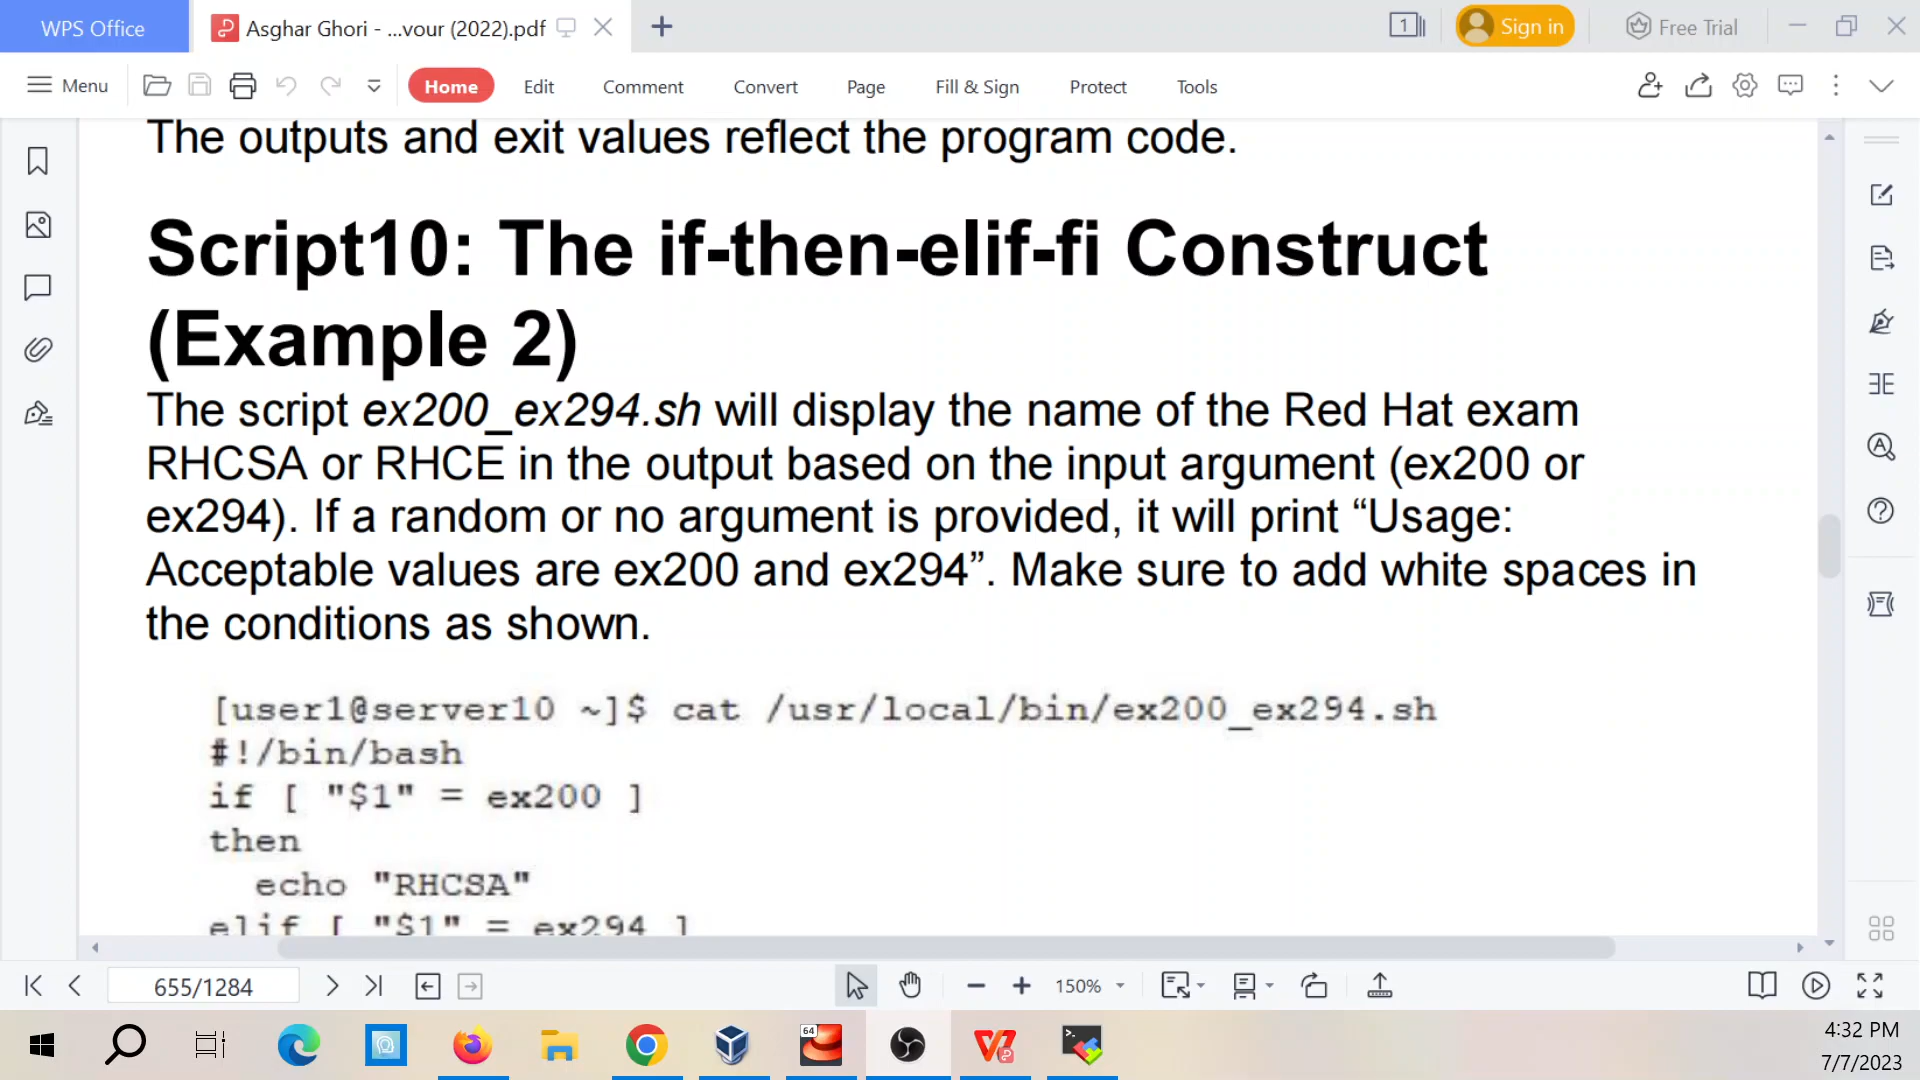 WPS Office
Asghar Ghori - ...vour (2022).pdf
1
Sign in
Free Trial
Menu
Home
Edit
Comment
Convert
Page
Fill & Sign
Protect
Tools
The outputs and exit values reflect the program code.
Script10: The if-then-elif-fi Construct
(Example 2)
The script ex200_ex294.sh will display the name of the Red Hat exam
RHCSA or RHCE in the output based on the input argument (ex200 or
ex294). If a random or no argument is provided, it will print “Usage:
Acceptable values are ex200 and ex294”. Make sure to add white spaces in
the conditions as shown.
[user1@server10 ~]$ cat /usr/local/bin/ex200_ex294.sh
#!/bin/bash
if [ "$1" = ex200 ]
then
echo "RHCSA"
elif [ "$1" = ex294 ]
655/1284
150%
64
4:32 PM
7/7/2023